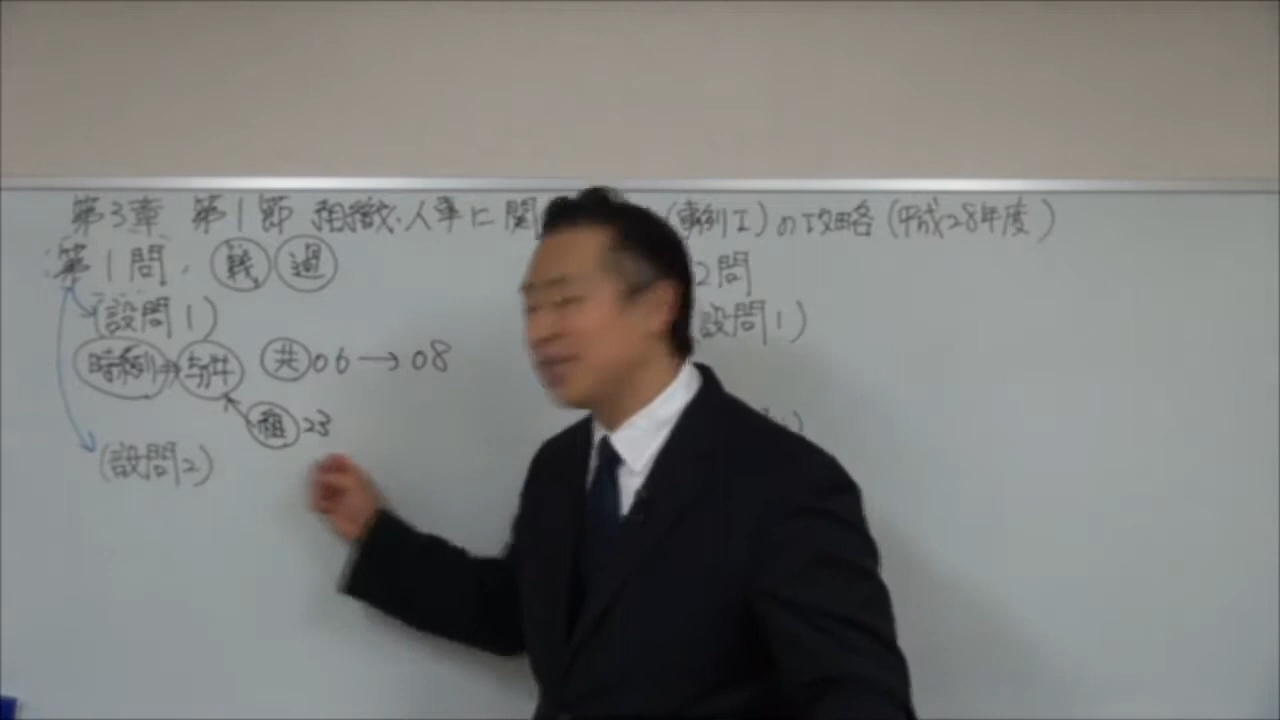 第3章 第1節 組織・人事に関 (事例Ⅰ)の攻略(平成28年度)
第1問. 戦 過
(設問1)
時系列 与件 共06→08
組23
(設問2)
2問
設問1)